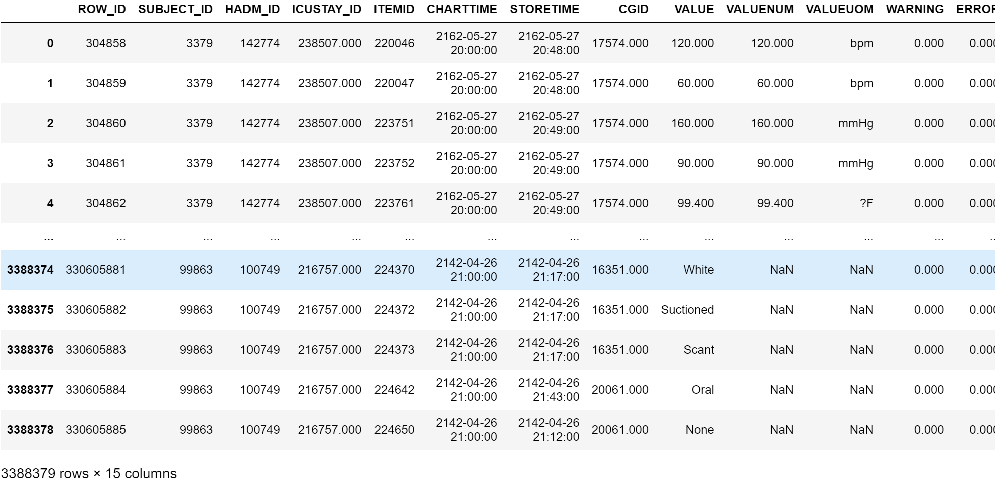 ROW_ID SUBJECT_ID HADM_ID ICUSTAY_ID ITEMID CHARTTIME STORETIME CGID VALUE VALUENUM VALUEUOM WARNING ERROR
0 304858 3379 142774 238507.000 220046 2162-05-27 20:00:00 2162-05-27 20:48:00 17574.000 120.000 120.000 bpm 0.000 0.000
1 304859 3379 142774 238507.000 220047 2162-05-27 20:00:00 2162-05-27 20:48:00 17574.000 60.000 60.000 bpm 0.000 0.000
2 304860 3379 142774 238507.000 223751 2162-05-27 20:00:00 2162-05-27 20:49:00 17574.000 160.000 160.000 mmHg 0.000 0.000
3 304861 3379 142774 238507.000 223752 2162-05-27 20:00:00 2162-05-27 20:49:00 17574.000 90.000 90.000 mmHg 0.000 0.000
4 304862 3379 142774 238507.000 223761 2162-05-27 20:00:00 2162-05-27 20:49:00 17574.000 99.400 99.400 ?F 0.000 0.000
... ... ... ... ... ... ... ... ... ... ... ... ... ..
3388374 330605881 99863 100749 216757.000 224370 2142-04-26 21:00:00 2142-04-26 21:17:00 16351.000 White NaN NaN 0.000 0.000
3388375 330605882 99863 100749 216757.000 224372 2142-04-26 21:00:00 2142-04-26 21:17:00 16351.000 Suctioned NaN NaN 0.000 0.000
3388376 330605883 99863 100749 216757.000 224373 2142-04-26 21:00:00 2142-04-26 21:17:00 16351.000 Scant NaN NaN 0.000 0.000
3388377 330605884 99863 100749 216757.000 224642 2142-04-26 21:00:00 2142-04-26 21:43:00 20061.000 Oral NaN NaN 0.000 0.000
3388378 330605885 99863 100749 216757.000 224650 2142-04-26 21:00:00 2142-04-26 21:12:00 20061.000 None NaN NaN 0.000 0.000
3388379 rows × 15 columns